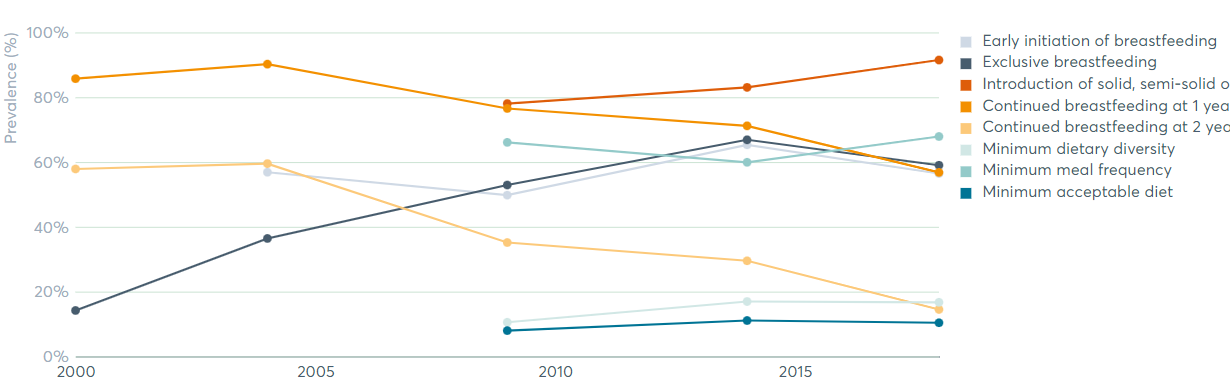 100%
80%
60%
40%
20%
0%
Prevalence (%)
2000 2005 2010 2015
Early initiation of breastfeeding
Exclusive breastfeeding
Introduction of solid, semi-solid o
Continued breastfeeding at 1 yea
Continued breastfeeding at 2 yea
Minimum dietary diversity
Minimum meal frequency
Minimum acceptable diet